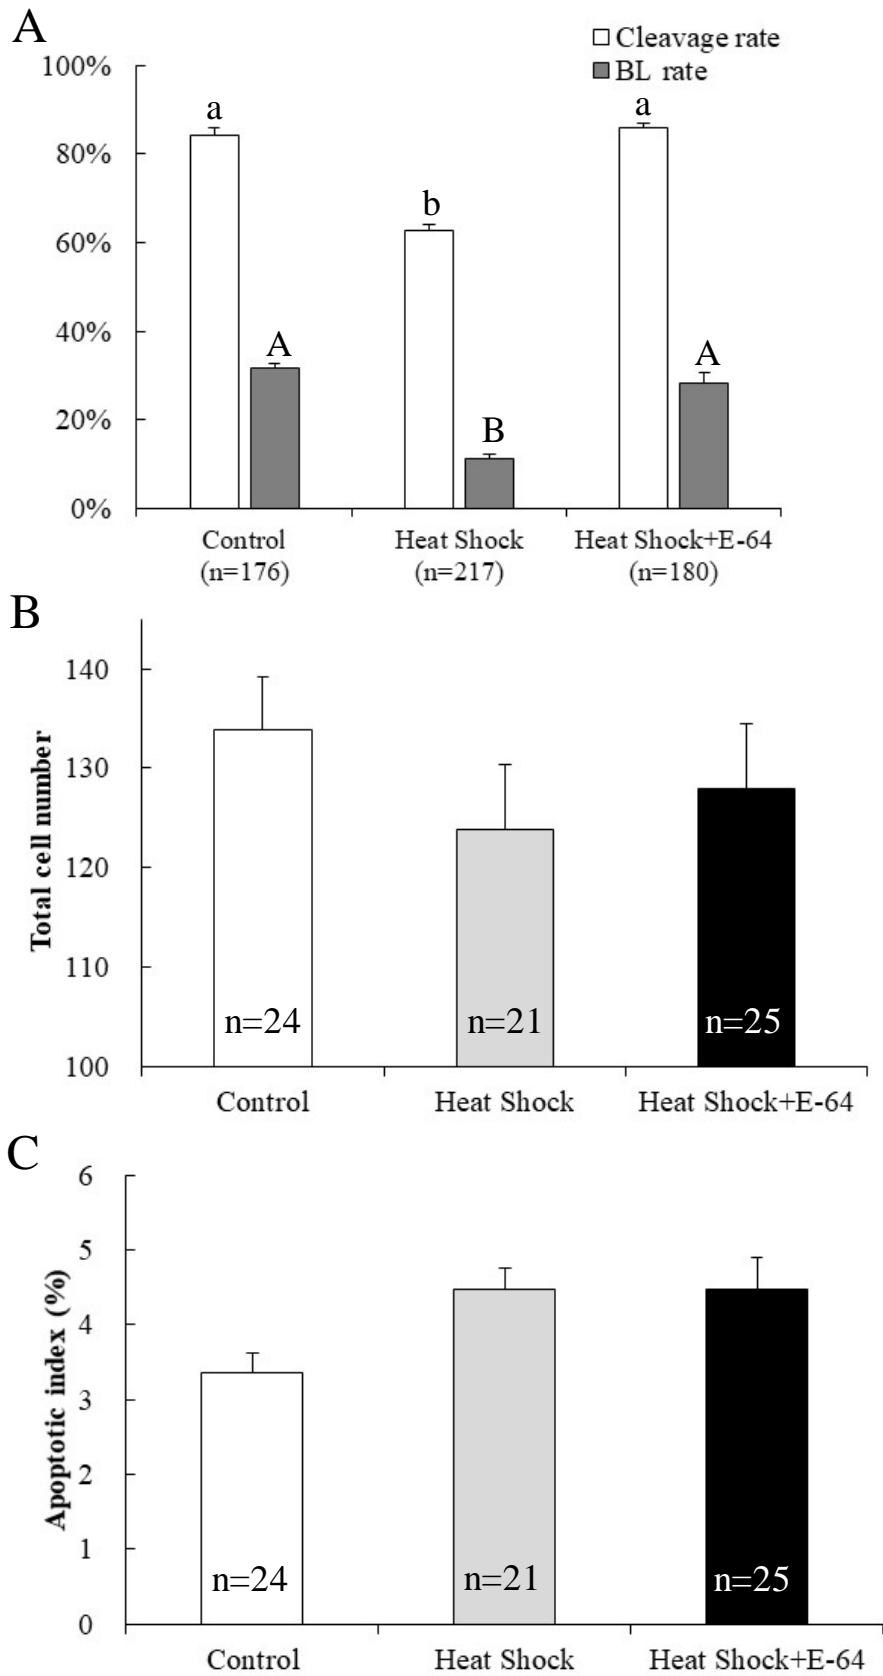 A
Cleavage rate
BL rate
100%
80%
60%
40%
20%
0%
a
A
b
B
a
A
Control
(n=176)
Heat Shock
(n=217)
Heat Shock+E-64
(n=180)
B
Total cell number
140
130
120
110
100
n=24
n=21
n=25
Control
Heat Shock
Heat Shock+E-64
C
Apoptotic index (%)
6
5
4
3
2
1
0
n=24
n=21
n=25
Control
Heat Shock
Heat Shock+E-64